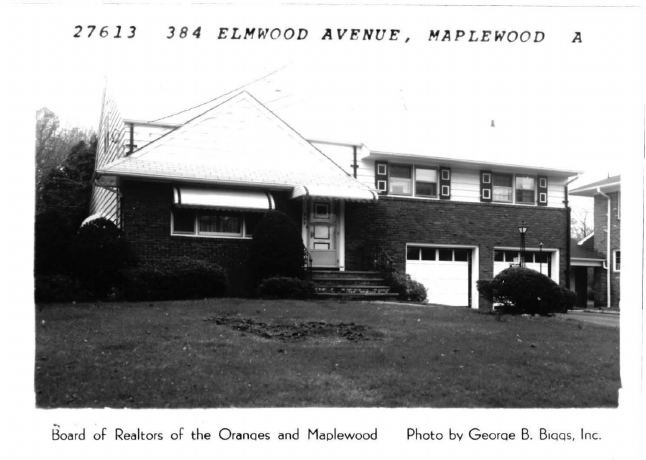 27613 384 ELMWOOD AVENUE, MAPLEWOOD A
Board of Realtors of the Oranges and Maplewood Photo by George B. Biggs, Inc.